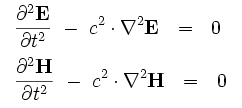 ∂²𝐄/∂t² − c² · ∇²𝐄 = 0
∂²𝐇/∂t² − c² · ∇²𝐇 = 0